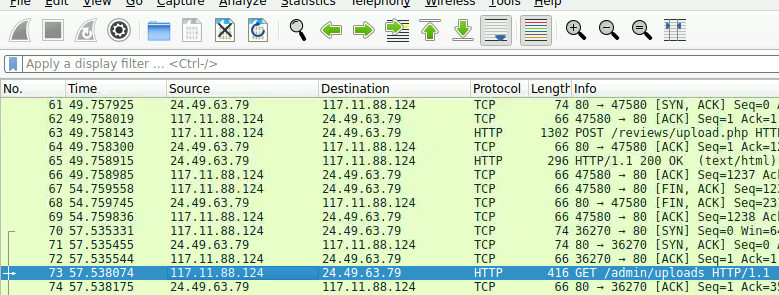 File Edit View Go Capture Analyze Statistics Telephony Wireless Tools Help
Apply a display filter ... <Ctrl-/>
No. Time Source Destination Protocol Length Info
61 49.757925 24.49.63.79 117.11.88.124 TCP 74 80 → 47580 [SYN, ACK] Seq=0
62 49.758019 117.11.88.124 24.49.63.79 TCP 66 47580 → 80 [ACK] Seq=1 Ack=1
63 49.758143 117.11.88.124 24.49.63.79 HTTP 1302 POST /reviews/upload.php HTT
64 49.758300 24.49.63.79 117.11.88.124 TCP 66 80 → 47580 [ACK] Seq=1 Ack=12
65 49.758915 24.49.63.79 117.11.88.124 HTTP 296 HTTP/1.1 200 OK (text/html)
66 49.758985 117.11.88.124 24.49.63.79 TCP 66 47580 → 80 [ACK] Seq=1237 Ac
67 54.759558 117.11.88.124 24.49.63.79 TCP 66 47580 → 80 [FIN, ACK] Seq=12
68 54.759745 24.49.63.79 117.11.88.124 TCP 66 80 → 47580 [FIN, ACK] Seq=23
69 54.759836 117.11.88.124 24.49.63.79 TCP 66 47580 → 80 [ACK] Seq=1238 Ac
70 57.535331 117.11.88.124 24.49.63.79 TCP 74 36270 → 80 [SYN] Seq=0 Win=6
71 57.535455 24.49.63.79 117.11.88.124 TCP 74 80 → 36270 [SYN, ACK] Seq=0
72 57.535544 117.11.88.124 24.49.63.79 TCP 66 36270 → 80 [ACK] Seq=1 Ack=1
73 57.538074 117.11.88.124 24.49.63.79 HTTP 416 GET /admin/uploads HTTP/1.1
74 57.538175 24.49.63.79 117.11.88.124 TCP 66 80 → 36270 [ACK] Seq=1 Ack=3